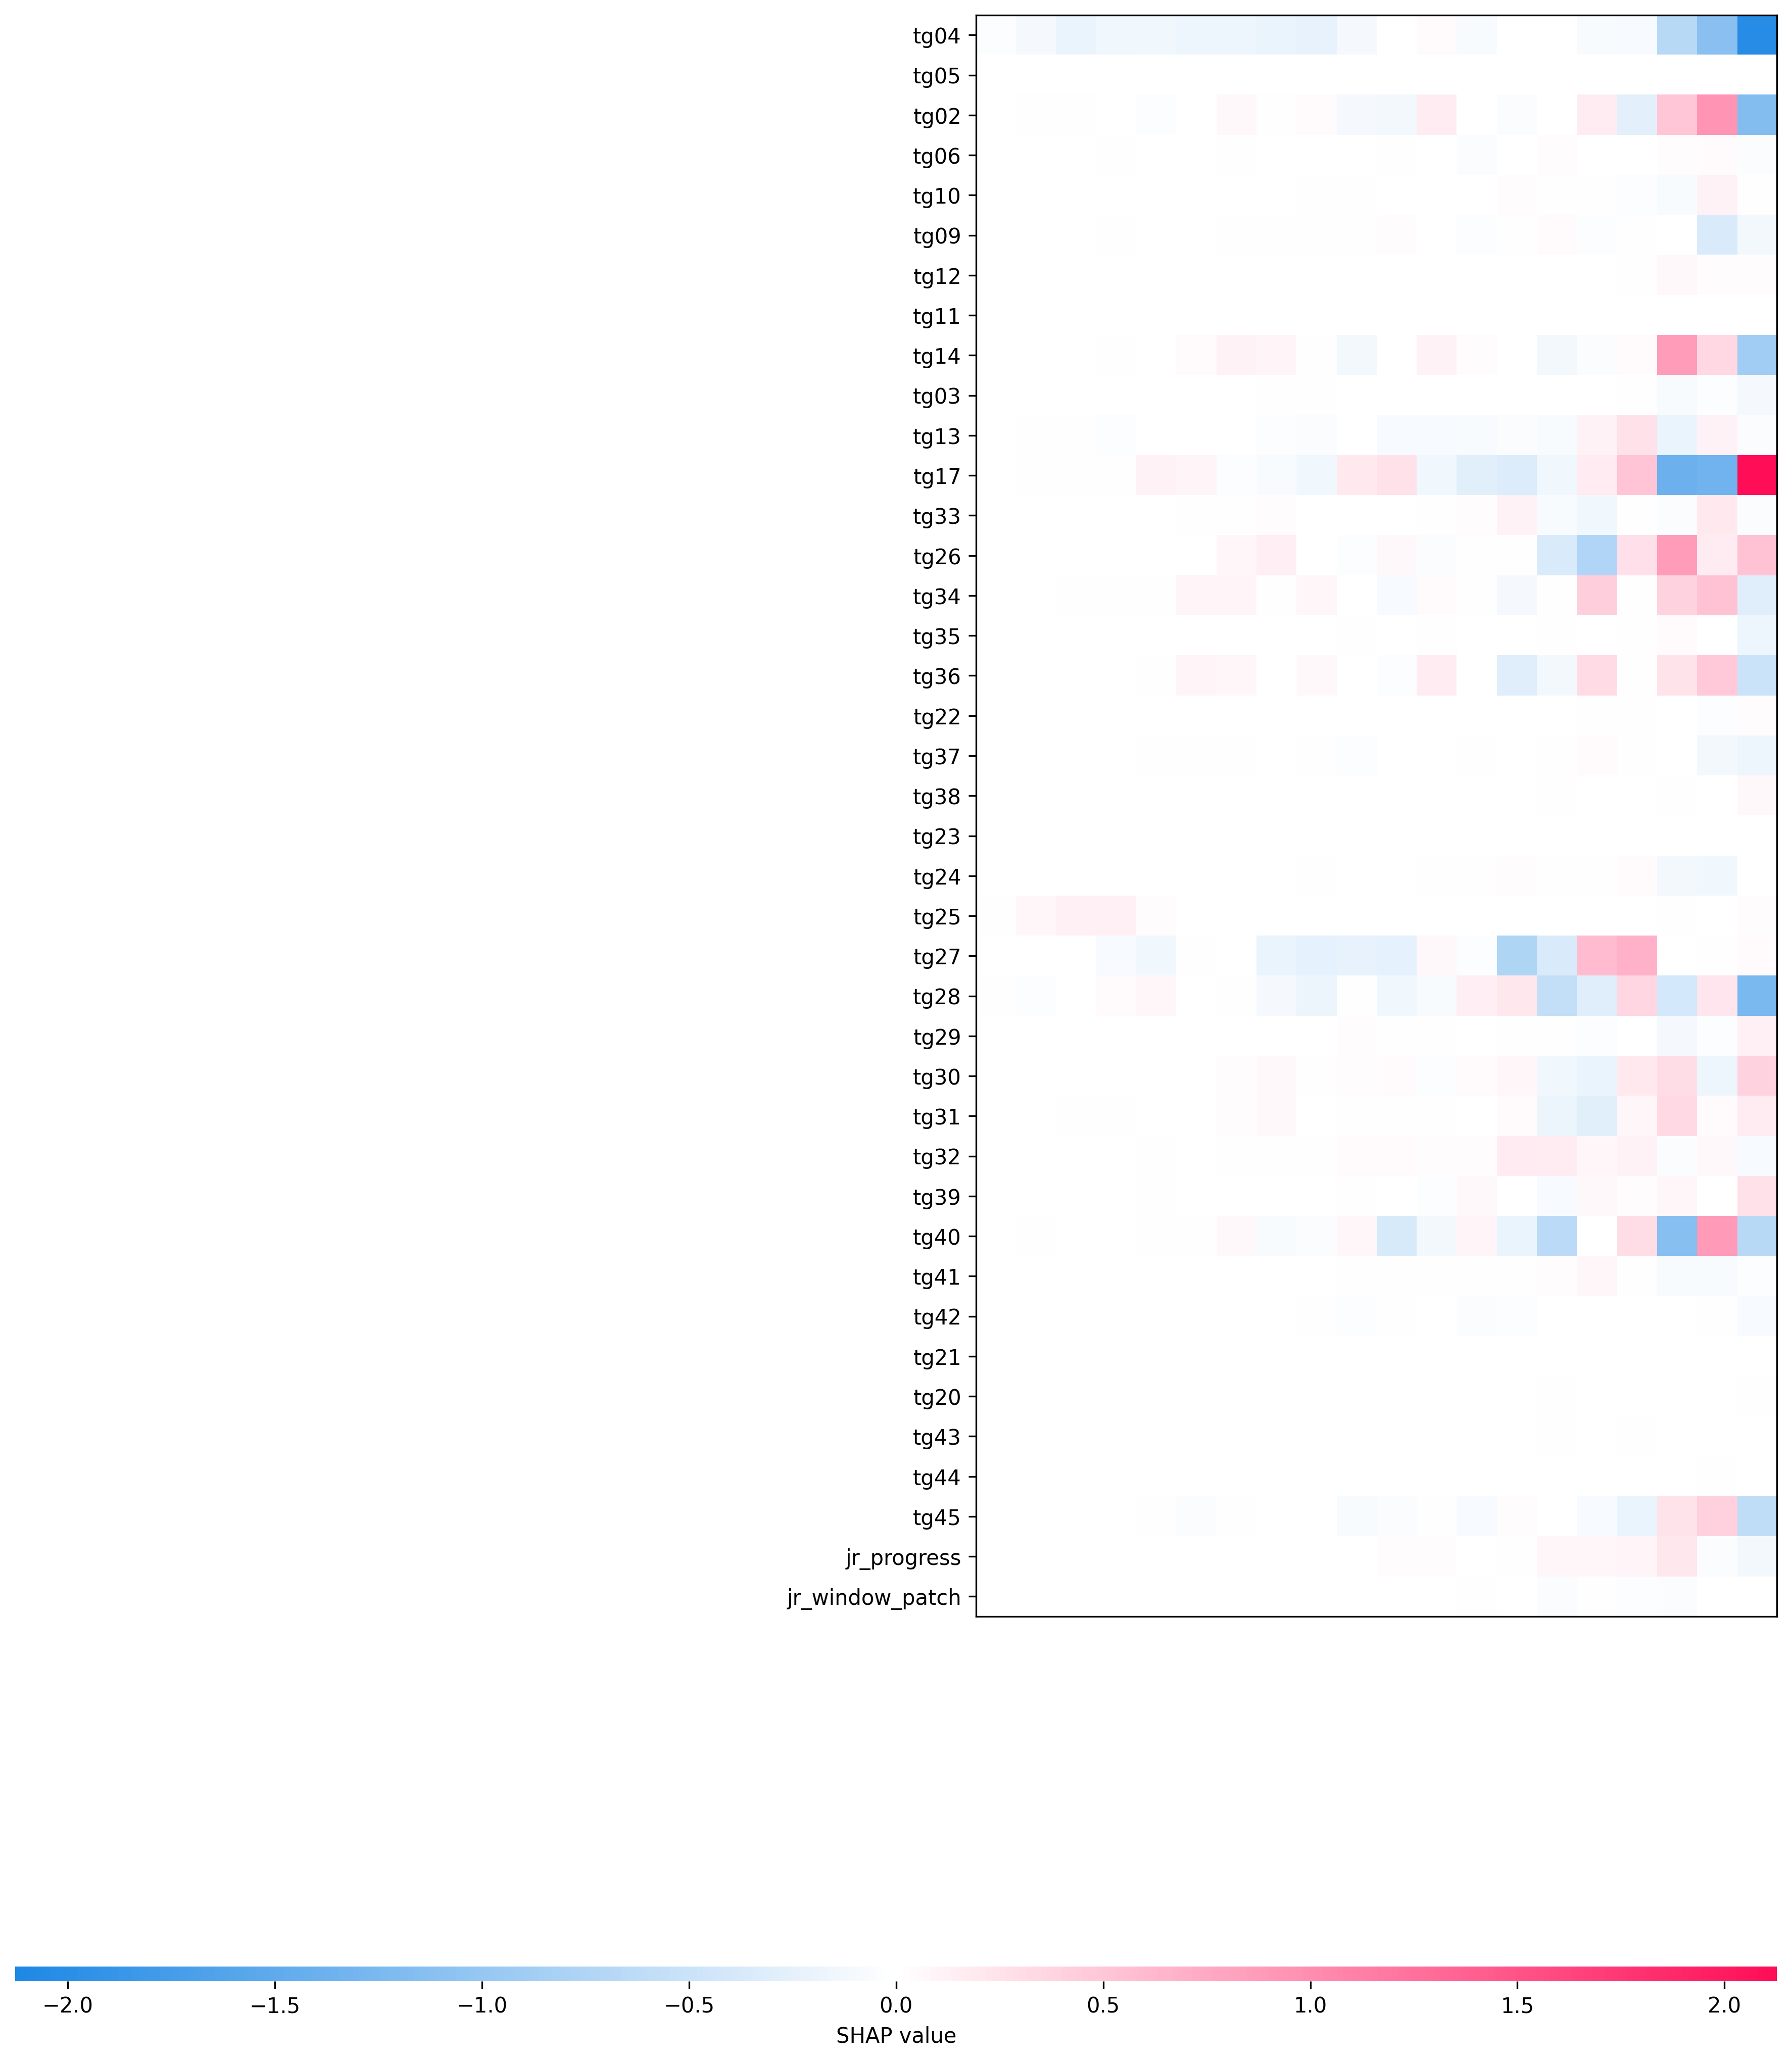 tg04
tg05
tg02
tg06
tg10
tg09
tg12
tg11
tg14
tg03
tg13
tg17
tg33
tg26
tg34
tg35
tg36
tg22
tg37
tg38
tg23
tg24
tg25
tg27
tg28
tg29
tg30
tg31
tg32
tg39
tg40
tg41
tg42
tg21
tg20
tg43
tg44
tg45
jr_progress
jr_window_patch
−2.0 −1.5 −1.0 −0.5 0.0 0.5 1.0 1.5 2.0
SHAP value